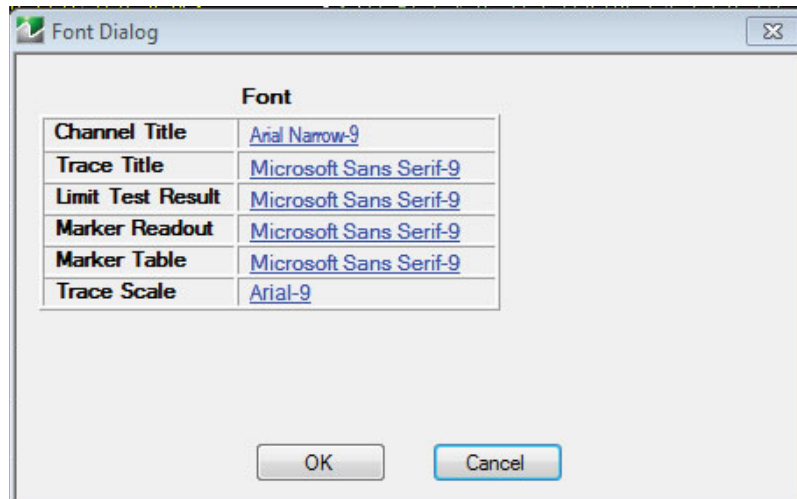 Font Dialog
Font
Channel Title Arial Narrow-9
Trace Title Microsoft Sans Serif-9
Limit Test Result Microsoft Sans Serif-9
Marker Readout Microsoft Sans Serif-9
Marker Table Microsoft Sans Serif-9
Trace Scale Arial-9
OK Cancel